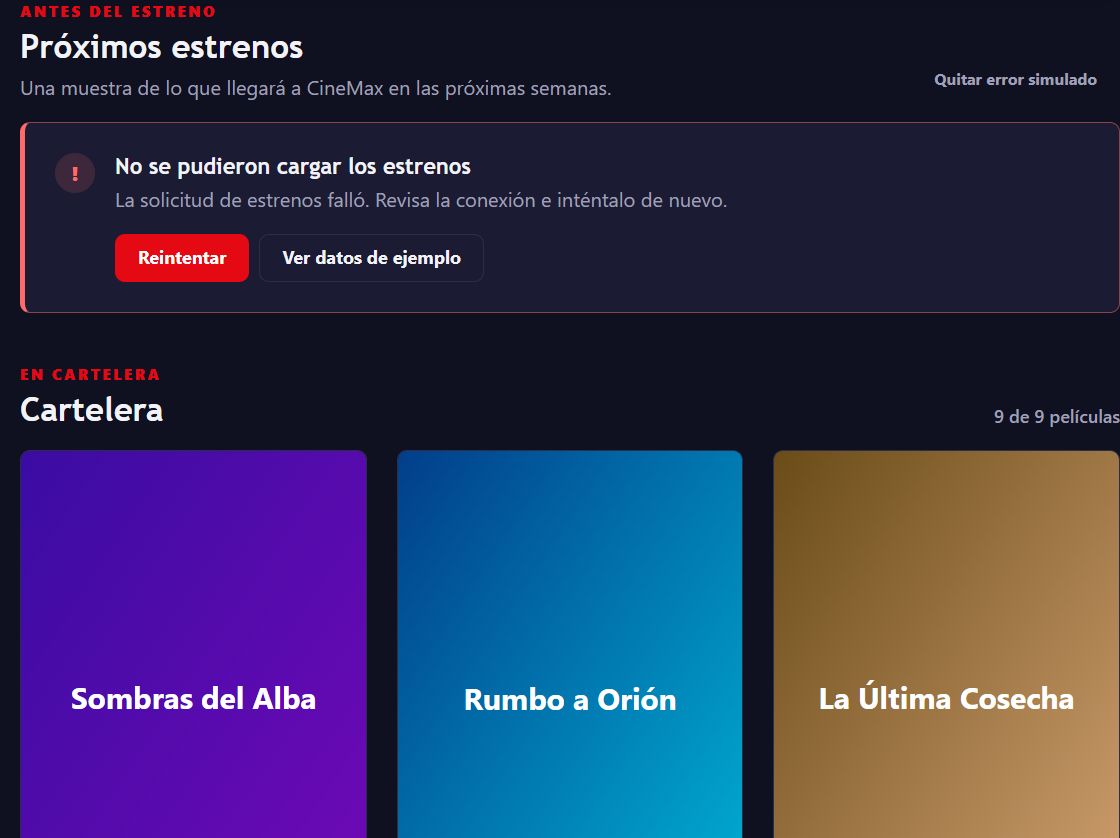 ANTES DEL ESTRENO
Próximos estrenos
Una muestra de lo que llegará a CineMax en las próximas semanas.
Quitar error simulado
!
No se pudieron cargar los estrenos
La solicitud de estrenos falló. Revisa la conexión e inténtalo de nuevo.
Reintentar
Ver datos de ejemplo
EN CARTELERA
Cartelera
9 de 9 películas
Sombras del Alba
Rumbo a Orión
La Última Cosecha